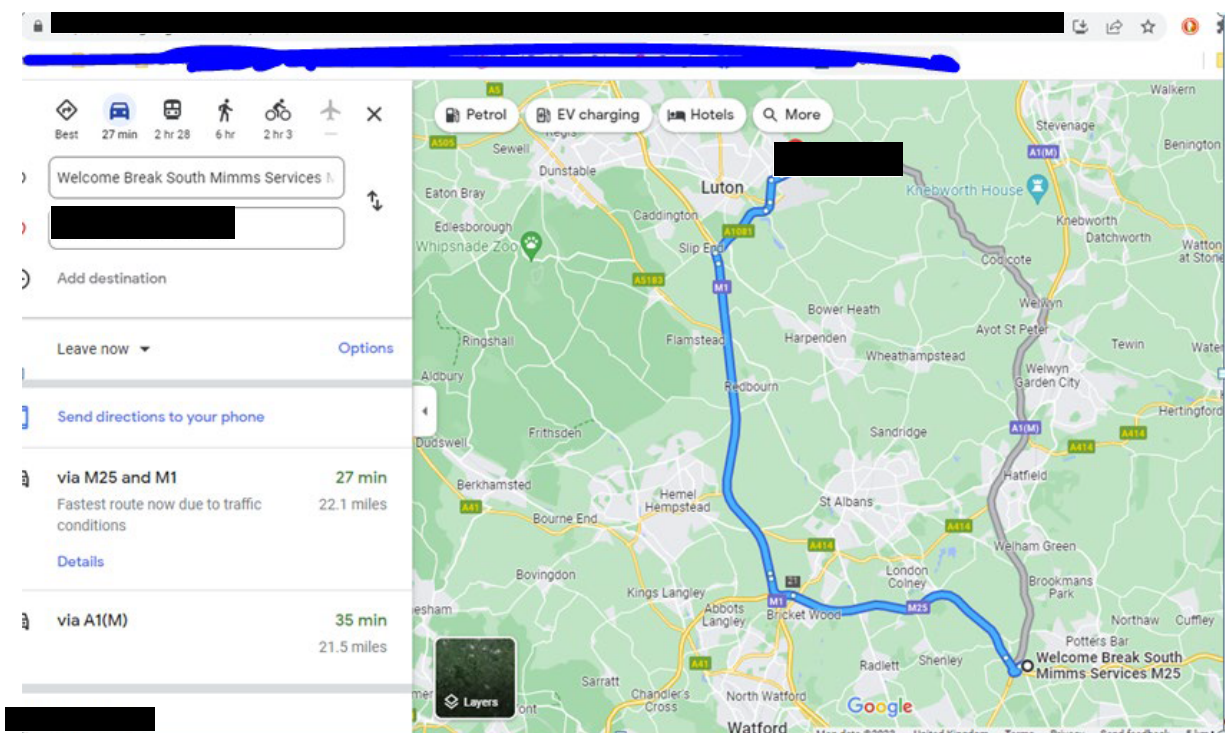 Best
27 min
2 hr 28
6 hr
2 hr 3
Welcome Break South Mimms Services
Add destination
Leave now
Options
Send directions to your phone
via M25 and M1
27 min
Fastest route now due to traffic
22.1 miles
conditions
Details
via A1(M)
35 min
21.5 miles
Petrol
EV charging
Hotels
More
A5
Walkern
Stevenage
A505
Sewell
Regis
A1(M)
Benington
Dunstable
Luton
Knebworth House
Eaton Bray
Caddington
Knebworth
Edlesborough
A1081
Datchworth
Whipsnade Zoo
Slip End
Codicote
Watton
at Stone
A5183
M1
Welwyn
Bower Heath
Ayot St Peter
Ringshall
Flamstead
Harpenden
Tewin
Wheathampstead
Aldbury
Redbourn
Welwyn
Garden City
Hertingford
Frithsden
Sandridge
A1(M)
A414
A414
Dudswell
Hatfield
Berkhamsted
Hemel
Hempstead
St Albans
A41
Bourne End
A414
A414
Welham Green
Bovingdon
London
Colney
Brookmans
Park
Kings Langley
21
M1
Abbots
Langley
Bricket Wood
M25
Northaw
Cuffley
Potters Bar
A41
Radlett
Shenley
Welcome Break South
Mimms Services M25
Sarratt
Chandler's
Cross
North Watford
Layers
Google
Watford